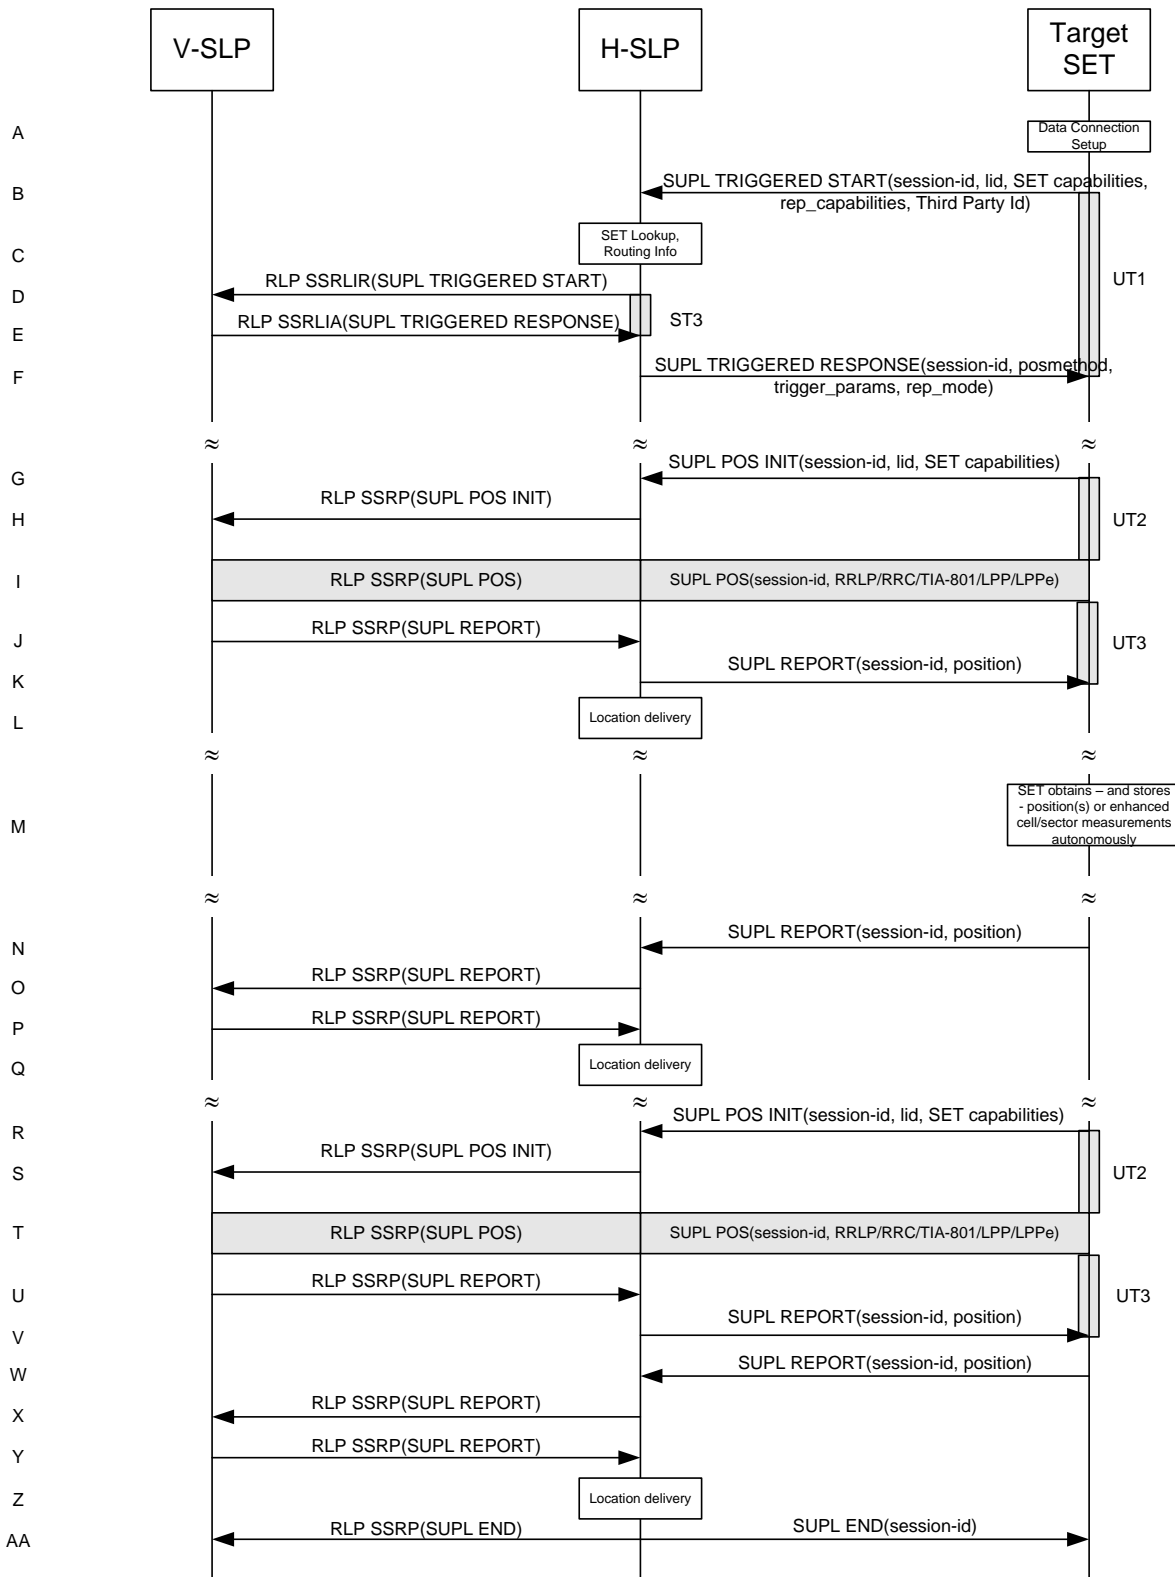 V-SLP
H-SLP
Target
SET
A
Data Connection
Setup
B
SUPL TRIGGERED START(session-id, lid, SET capabilities,
rep_capabilities, Third Party Id)
C
SET Lookup,
Routing Info
UT1
D
RLP SSRLIR(SUPL TRIGGERED START)
ST3
E
RLP SSRLIA(SUPL TRIGGERED RESPONSE)
F
SUPL TRIGGERED RESPONSE(session-id, posmethod,
trigger_params, rep_mode)
≈ ≈ ≈
G
SUPL POS INIT(session-id, lid, SET capabilities)
H
RLP SSRP(SUPL POS INIT)
UT2
I
RLP SSRP(SUPL POS)
SUPL POS(session-id, RRLP/RRC/TIA-801/LPP/LPPe)
J
RLP SSRP(SUPL REPORT)
UT3
K
SUPL REPORT(session-id, position)
L
Location delivery
≈ ≈ ≈
M
SET obtains – and stores
- position(s) or enhanced
cell/sector measurements
autonomously
≈ ≈ ≈
N
SUPL REPORT(session-id, position)
O
RLP SSRP(SUPL REPORT)
P
RLP SSRP(SUPL REPORT)
Q
Location delivery
≈ ≈ ≈
R
SUPL POS INIT(session-id, lid, SET capabilities)
S
RLP SSRP(SUPL POS INIT)
UT2
T
RLP SSRP(SUPL POS)
SUPL POS(session-id, RRLP/RRC/TIA-801/LPP/LPPe)
U
RLP SSRP(SUPL REPORT)
UT3
V
SUPL REPORT(session-id, position)
W
SUPL REPORT(session-id, position)
X
RLP SSRP(SUPL REPORT)
Y
RLP SSRP(SUPL REPORT)
Z
Location delivery
AA
RLP SSRP(SUPL END)
SUPL END(session-id)